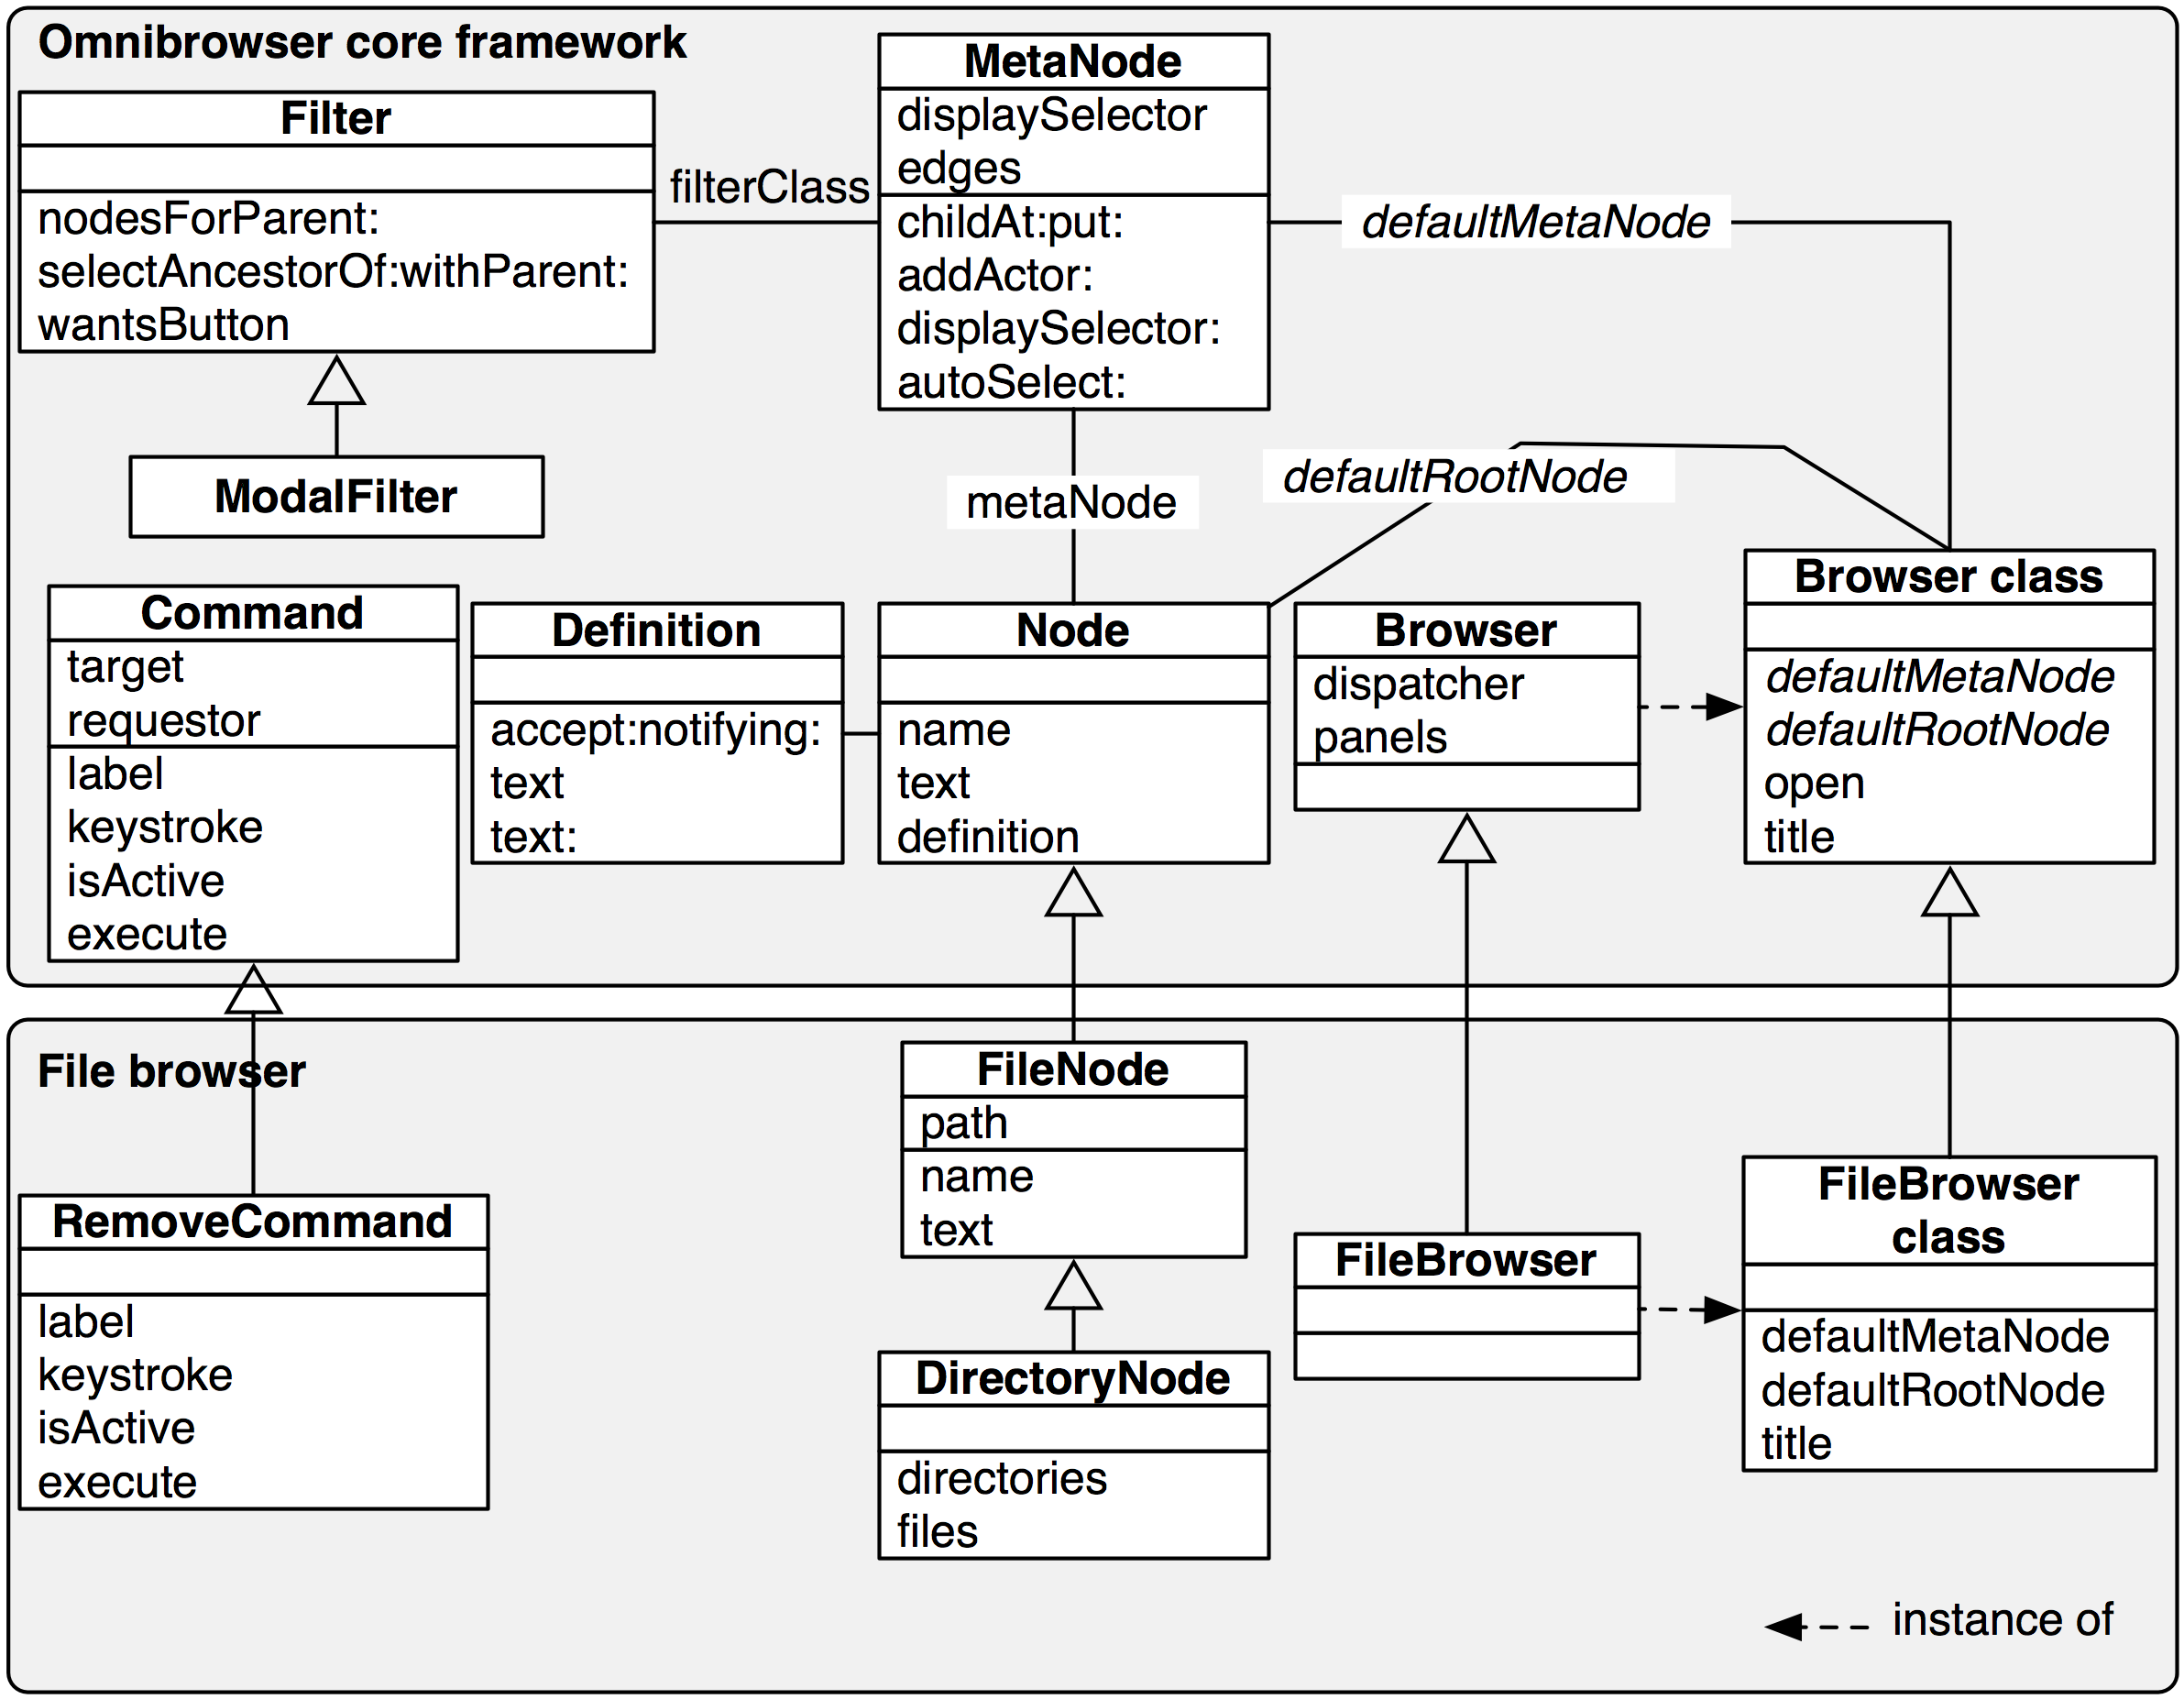 Omnibrowser core framework
Filter
nodesForParent:
selectAncestorOf:withParent:
wantsButton
filterClass
MetaNode
displaySelector
edges
childAt:put:
addActor:
displaySelector:
autoSelect:
defaultMetaNode
ModalFilter
metaNode
defaultRootNode
Command
target
requestor
label
keystroke
isActive
execute
Definition
accept:notifying:
text
text:
Node
name
text
definition
Browser
dispatcher
panels
Browser class
defaultMetaNode
defaultRootNode
open
title
File browser
RemoveCommand
label
keystroke
isActive
execute
FileNode
path
name
text
DirectoryNode
directories
files
FileBrowser
FileBrowser
class
defaultMetaNode
defaultRootNode
title
instance of